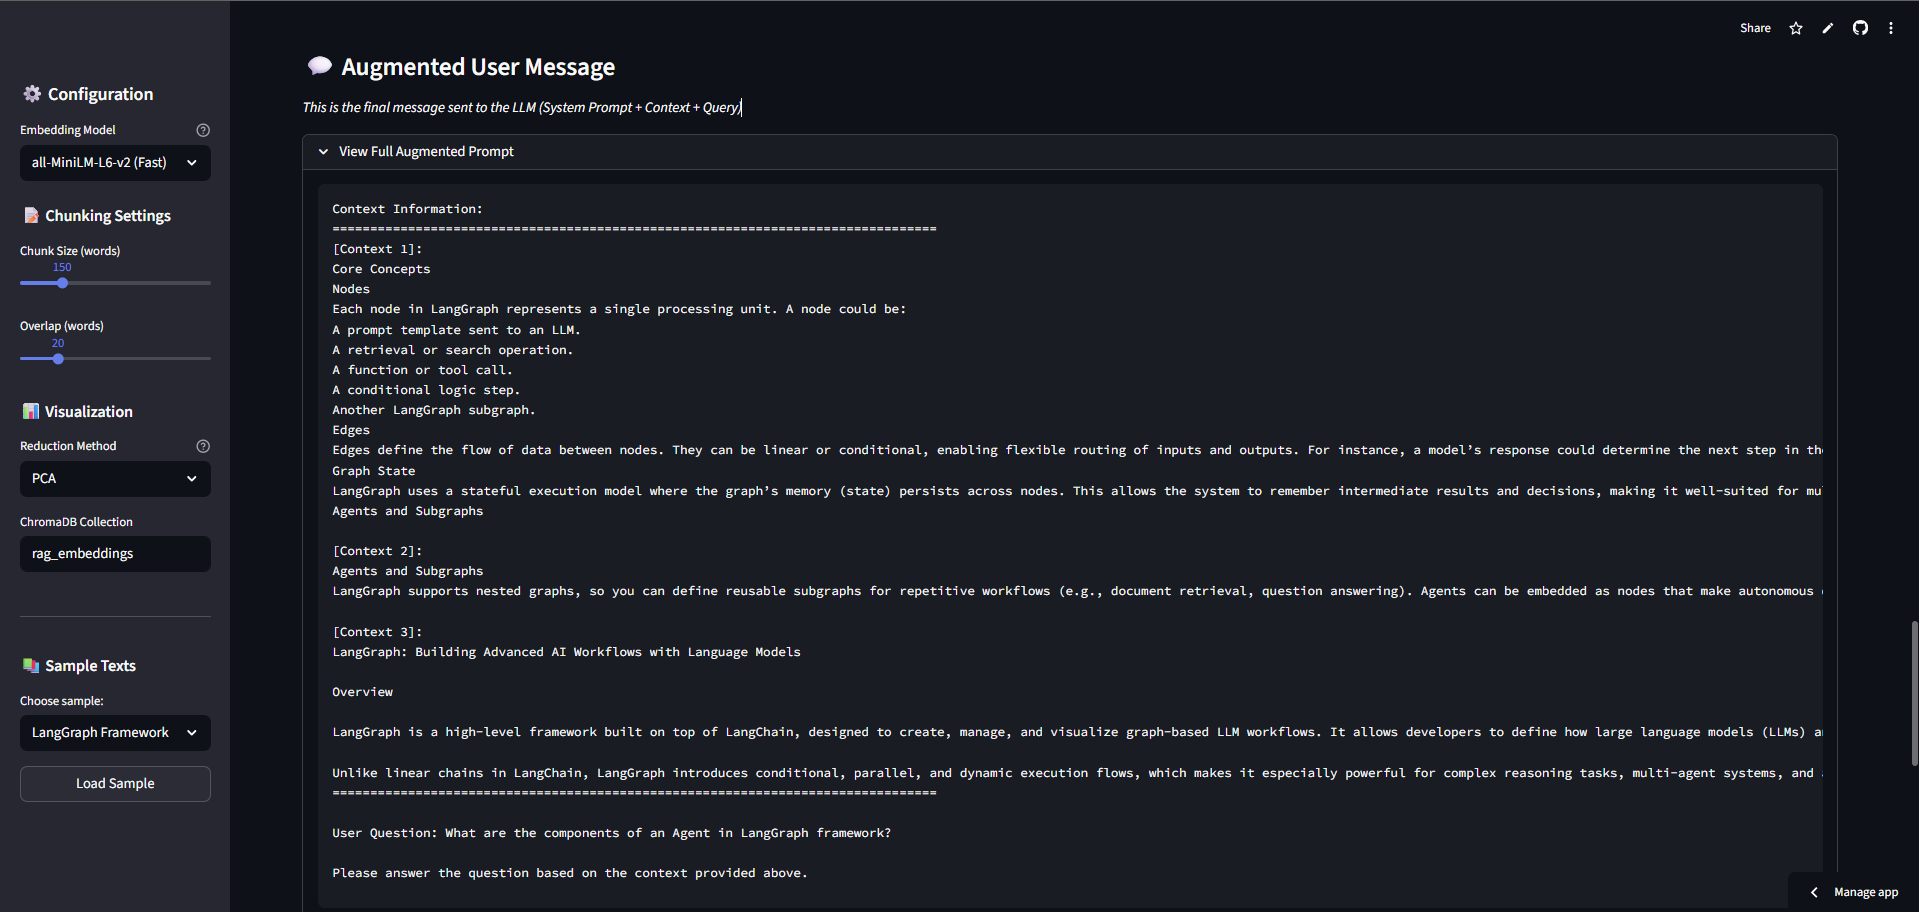 Share
Configuration
Embedding Model
all-MiniLM-L6-v2 (Fast)
Chunking Settings
Chunk Size (words)
150
Overlap (words)
20
Visualization
Reduction Method
PCA
ChromaDB Collection
rag_embeddings
Sample Texts
Choose sample:
LangGraph Framework
Load Sample
Augmented User Message
This is the final message sent to the LLM (System Prompt + Context + Query)
View Full Augmented Prompt
Context Information:
================================================================================
[Context 1]:
Core Concepts
Nodes
Each node in LangGraph represents a single processing unit. A node could be:
A prompt template sent to an LLM.
A retrieval or search operation.
A function or tool call.
A conditional logic step.
Another LangGraph subgraph.
Edges
Edges define the flow of data between nodes. They can be linear or conditional, enabling flexible routing of inputs and outputs. For instance, a model’s response could determine the next step in
Graph State
LangGraph uses a stateful execution model where the graph’s memory (state) persists across nodes. This allows the system to remember intermediate results and decisions, making it well-suited for
Agents and Subgraphs
[Context 2]:
Agents and Subgraphs
LangGraph supports nested graphs, so you can define reusable subgraphs for repetitive workflows (e.g., document retrieval, question answering). Agents can be embedded as nodes that make autonomous
[Context 3]:
LangGraph: Building Advanced AI Workflows with Language Models
Overview
LangGraph is a high-level framework built on top of LangChain, designed to create, manage, and visualize graph-based LLM workflows. It allows developers to define how large language models (LLMs)
Unlike linear chains in LangChain, LangGraph introduces conditional, parallel, and dynamic execution flows, which makes it especially powerful for complex reasoning tasks, multi-agent systems, and
================================================================================
User Question: What are the components of an Agent in LangGraph framework?
Please answer the question based on the context provided above.
Manage app